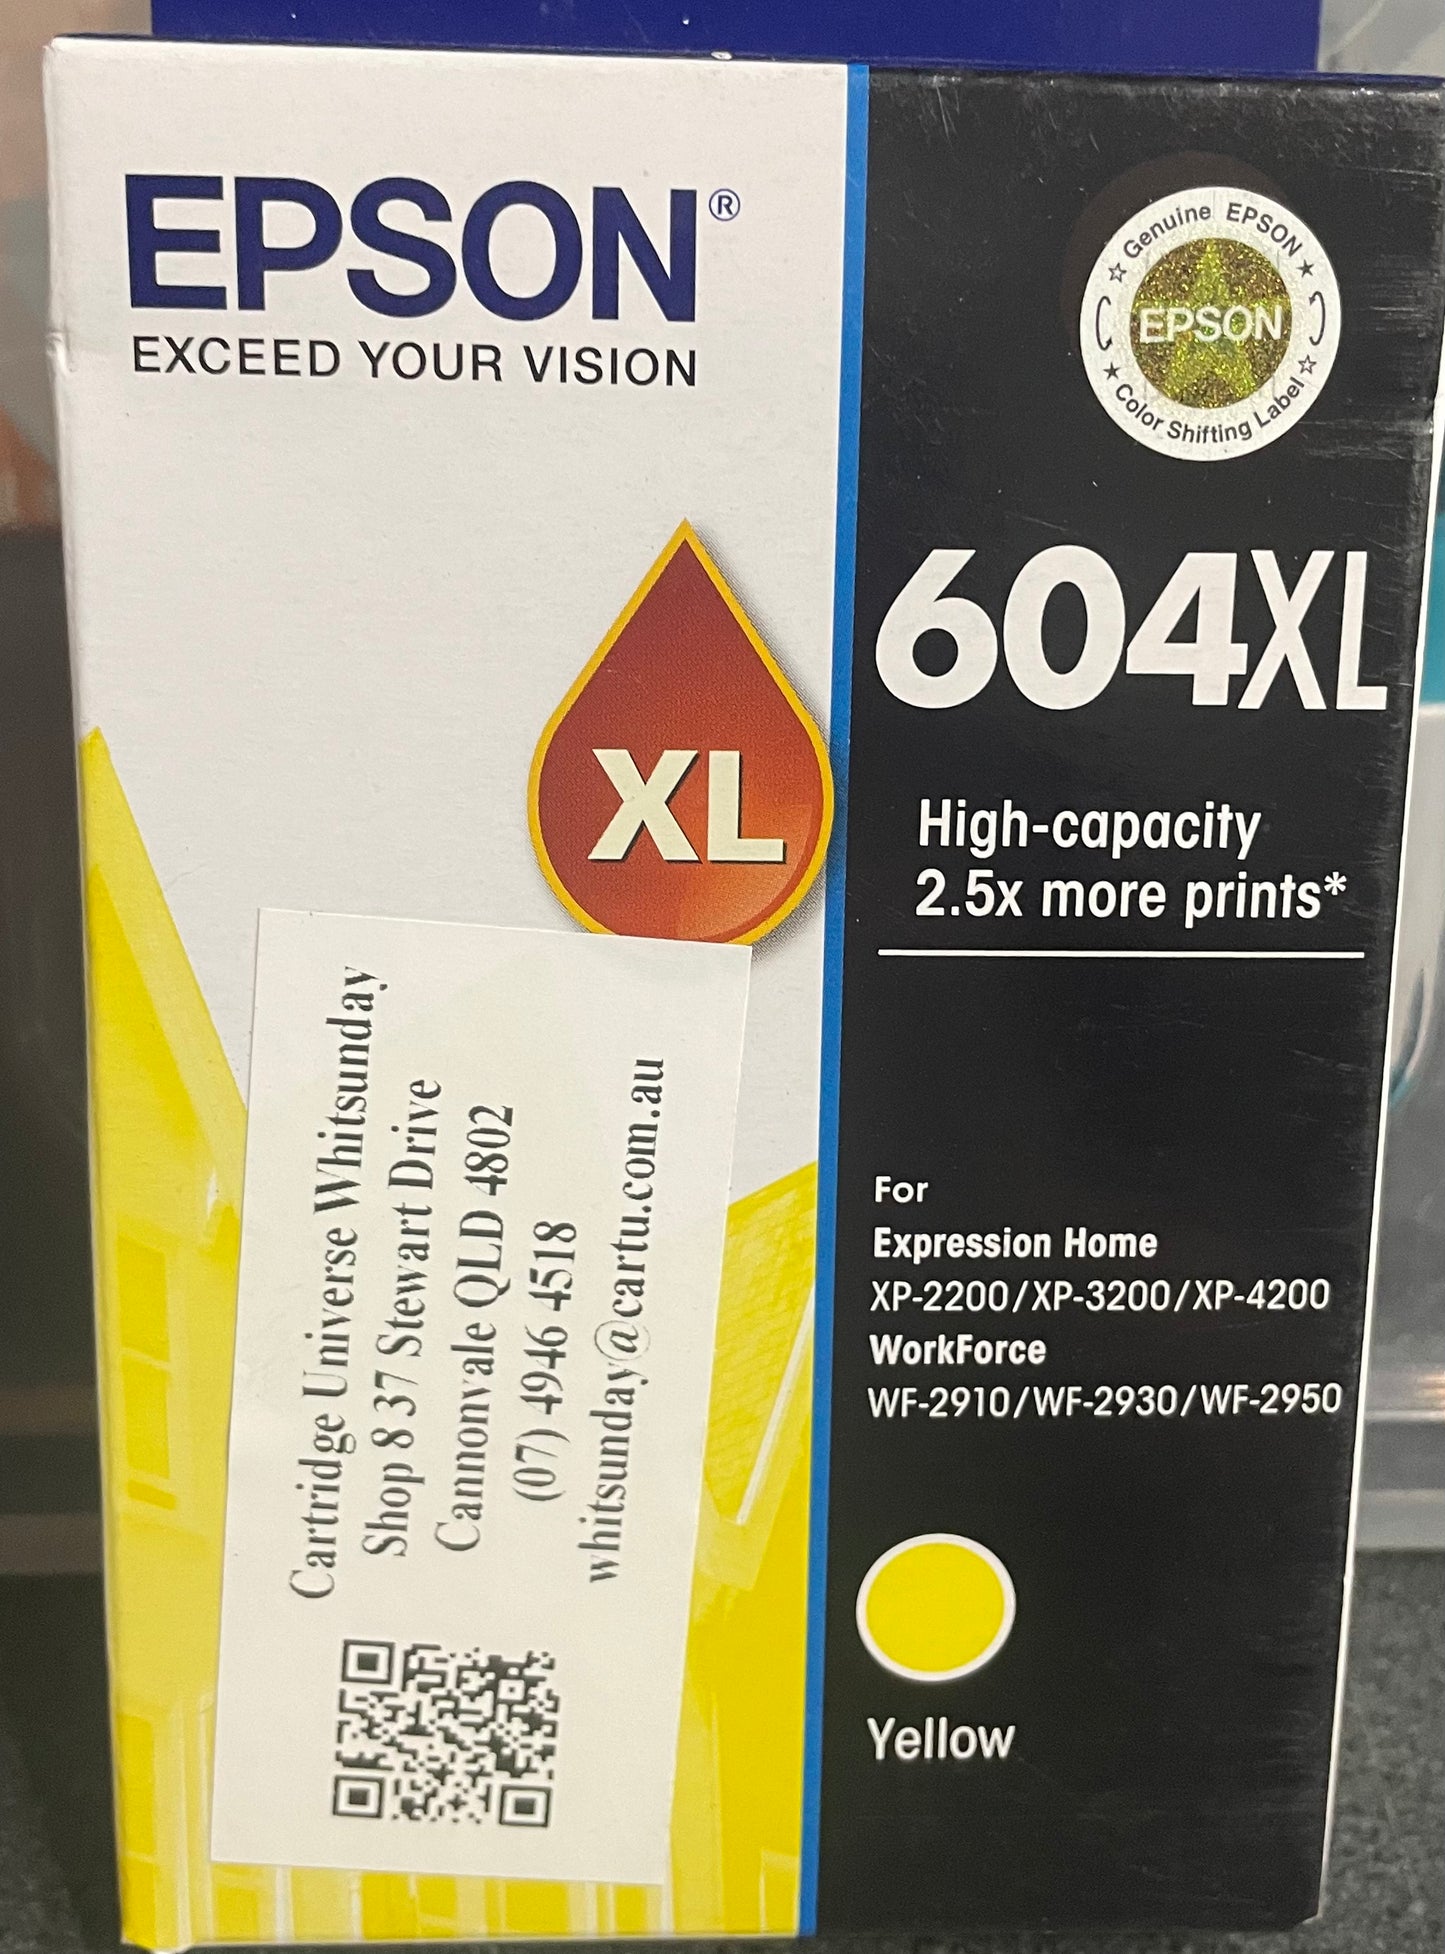 EPSON®
EXCEED YOUR VISION
Genuine EPSON
EPSON
Color Shifting Label
604XL
XL
High-capacity
2.5x more prints*
Cartridge Universe Whitsunday
Shop 8 37 Stewart Drive
Cannonvale QLD 4802
(07) 4946 4518
whitsunday@cartu.com.au
For
Expression Home
XP-2200/XP-3200/XP-4200
WorkForce
WF-2910/WF-2930/WF-2950
Yellow